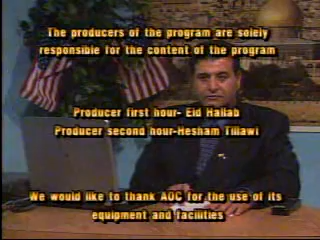 The producers of the program are solely
responsible for the content of the program
Producer first hour- Eid Hailab
Producer second hour-Hesham Tillawi
We would like to thank AOC for the use of its
equipment and facilities